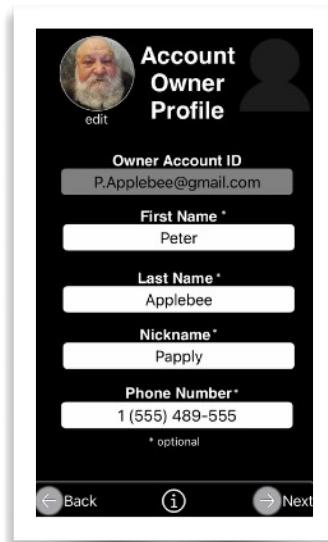 Account
Owner
Profile
edit
Owner Account ID
P.Applebee@gmail.com
First Name *
Peter
Last Name *
Applebee
Nickname *
Papply
Phone Number *
1 (555) 489-555
* optional
Back
Next